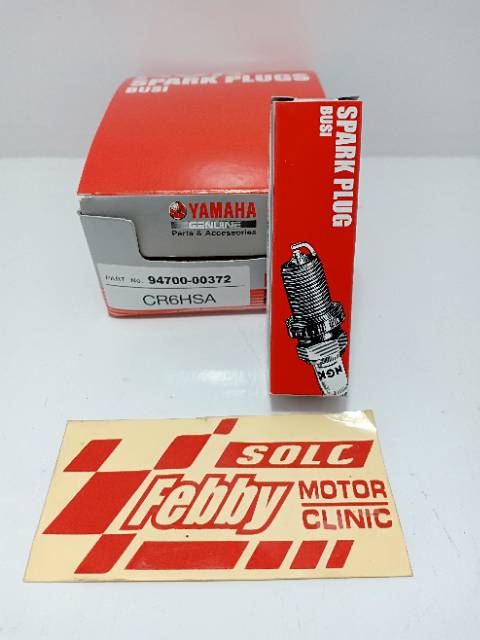 SPARK PLUGS
BUSI
YAMAHA
GENUINE
Parts & Accessories
PART No. 94700-00372
CR6HSA
SPARK PLUG
BUSI
NGK
SOLC
Febby MOTOR
CLINIC